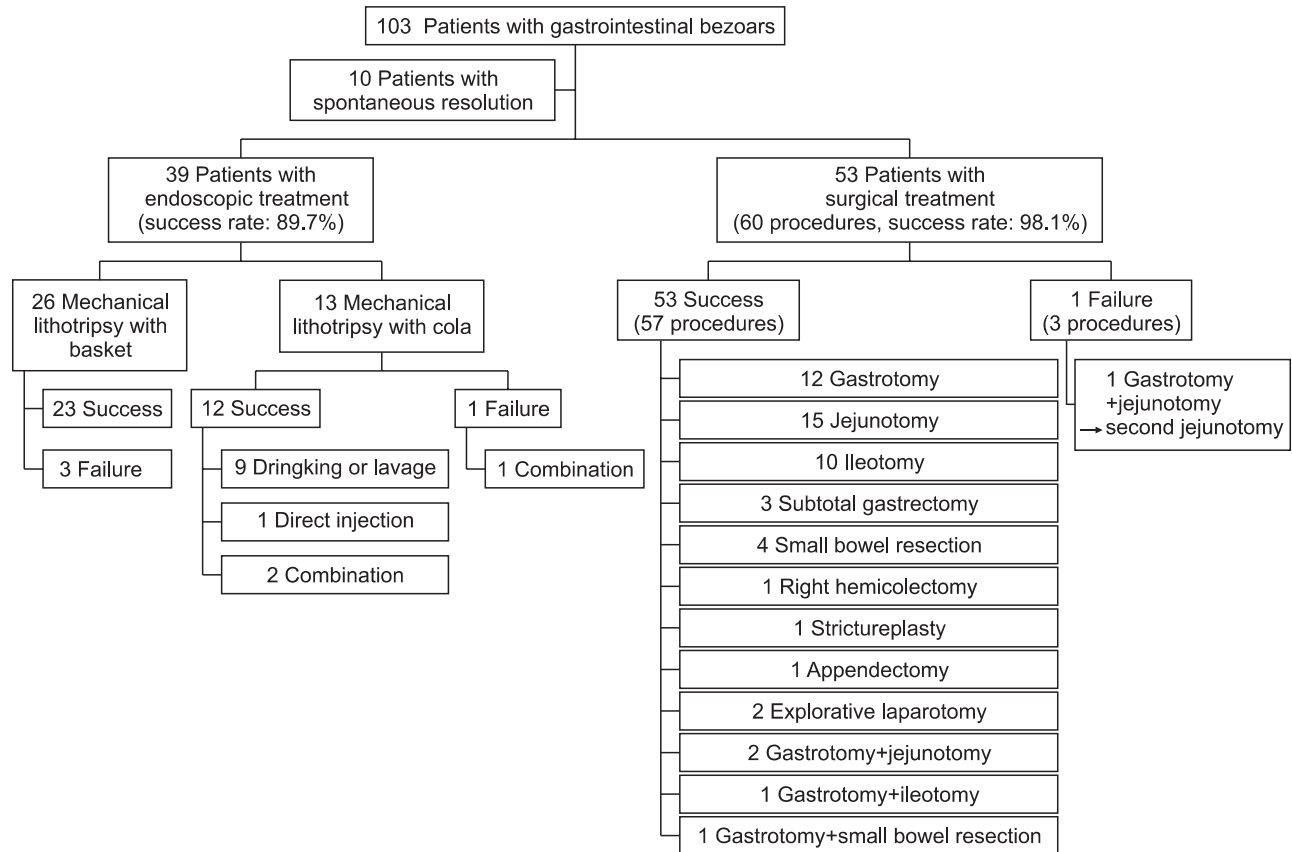 103 Patients with gastrointestinal bezoars
10 Patients with
spontaneous resolution
39 Patients with
endoscopic treatment
(success rate: 89.7%)
53 Patients with
surgical treatment
(60 procedures, success rate: 98.1%)
26 Mechanical
lithotripsy with
basket
23 Success
3 Failure
13 Mechanical
lithotripsy with cola
12 Success
9 Dringking or lavage
1 Direct injection
2 Combination
1 Failure
1 Combination
53 Success
(57 procedures)
12 Gastrotomy
15 Jejunotomy
10 Ileotomy
3 Subtotal gastrectomy
4 Small bowel resection
1 Right hemicolectomy
1 Strictureplasty
1 Appendectomy
2 Explorative laparotomy
2 Gastrotomy+jejunotomy
1 Gastrotomy+ileotomy
1 Gastrotomy+small bowel resection
1 Failure
(3 procedures)
1 Gastrotomy
+jejunotomy
→ second jejunotomy